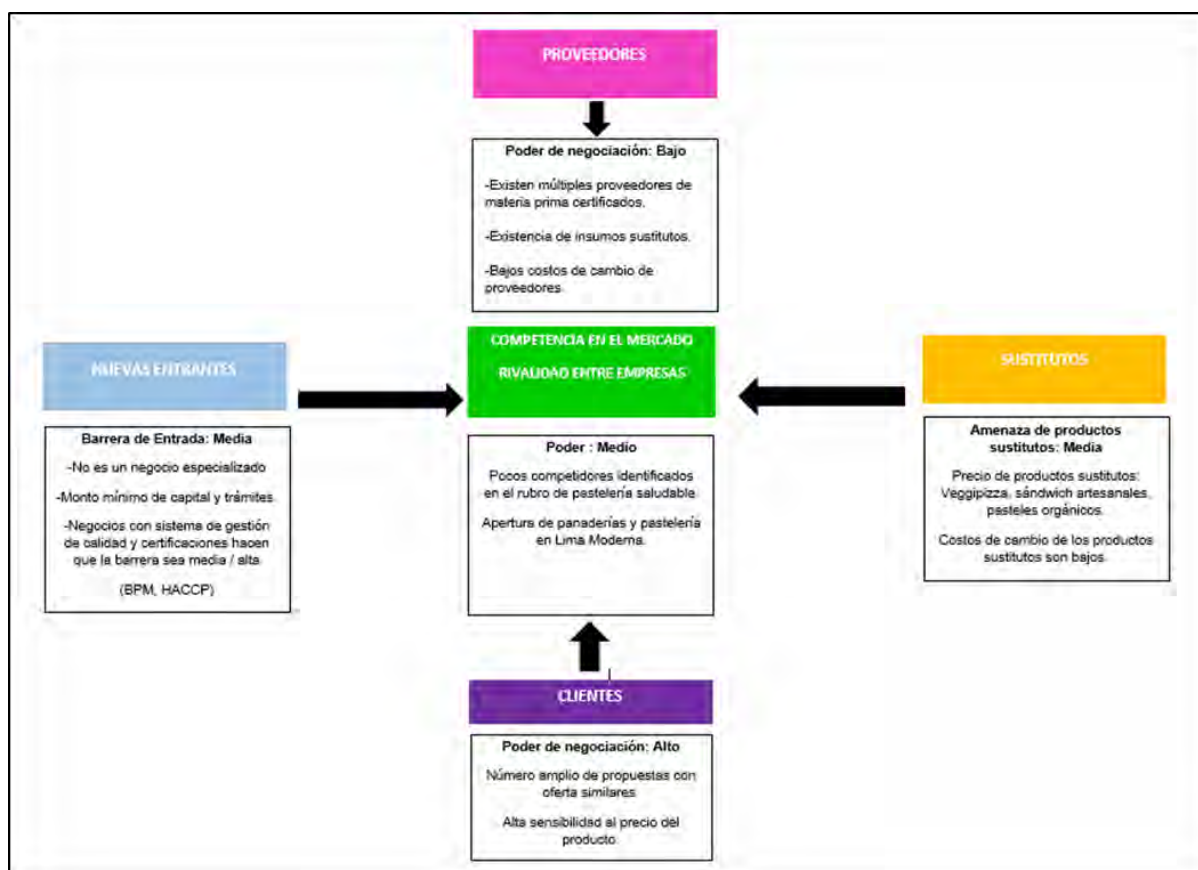 PROVEEDORES
Poder de negociación: Bajo
-Existen múltiples proveedores de
materia prima certificados.
-Existencia de insumos sustitutos.
-Bajos costos de cambio de
proveedores.
COMPETENCIA EN EL MERCADO
RIVALIDAD ENTRE EMPRESAS
Poder : Medio
Pocos competidores identificados
en el rubro de pastelería saludable.
Apertura de panaderías y pastelería
en Lima Moderna.
NUEVAS ENTRANTES
Barrera de Entrada: Media
-No es un negocio especializado
-Monto mínimo de capital y trámites.
-Negocios con sistema de gestión
de calidad y certificaciones hacen
que la barrera sea media / alta
(BPM, HACCP)
SUSTITUTOS
Amenaza de productos
sustitutos: Media
Precio de productos sustitutos:
Veggipizza, sándwich artesanales,
pasteles orgánicos.
Costos de cambio de los productos
sustitutos son bajos.
CLIENTES
Poder de negociación: Alto
Número amplio de propuestas con
oferta similares
Alta sensibilidad al precio del
producto.